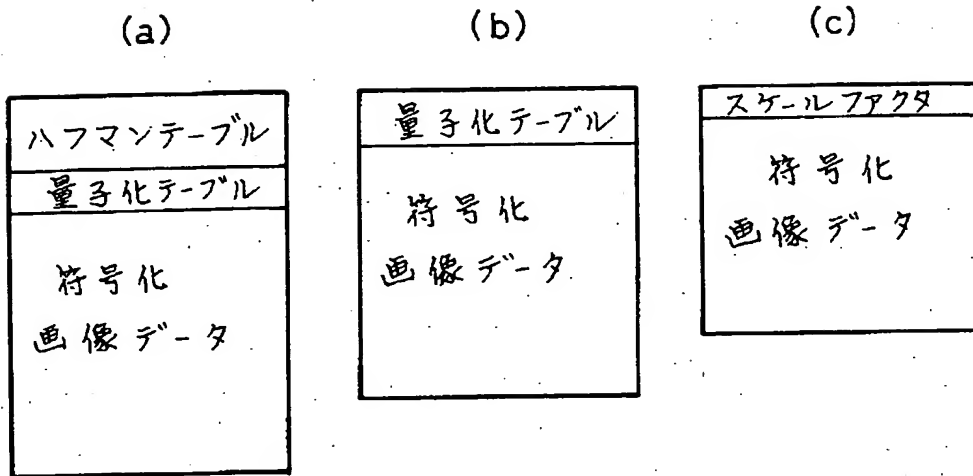 (a)
ハフマンテーブル
量子化テーブル
符号化
画像データ
(b)
量子化テーブル
符号化
画像データ
(c)
スケールファクタ
符号化
画像データ